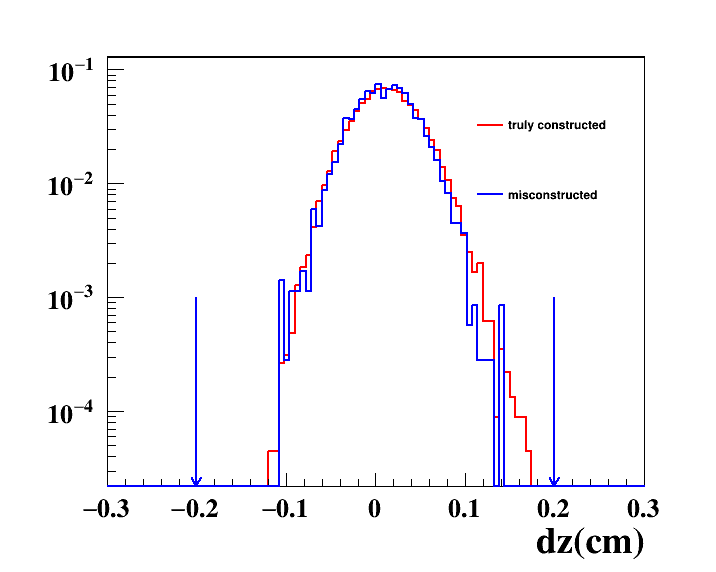 10⁻¹
truly constructed
10⁻²
misconstructed
10⁻³
10⁻⁴
−0.3 −0.2 −0.1 0 0.1 0.2 0.3
dz(cm)